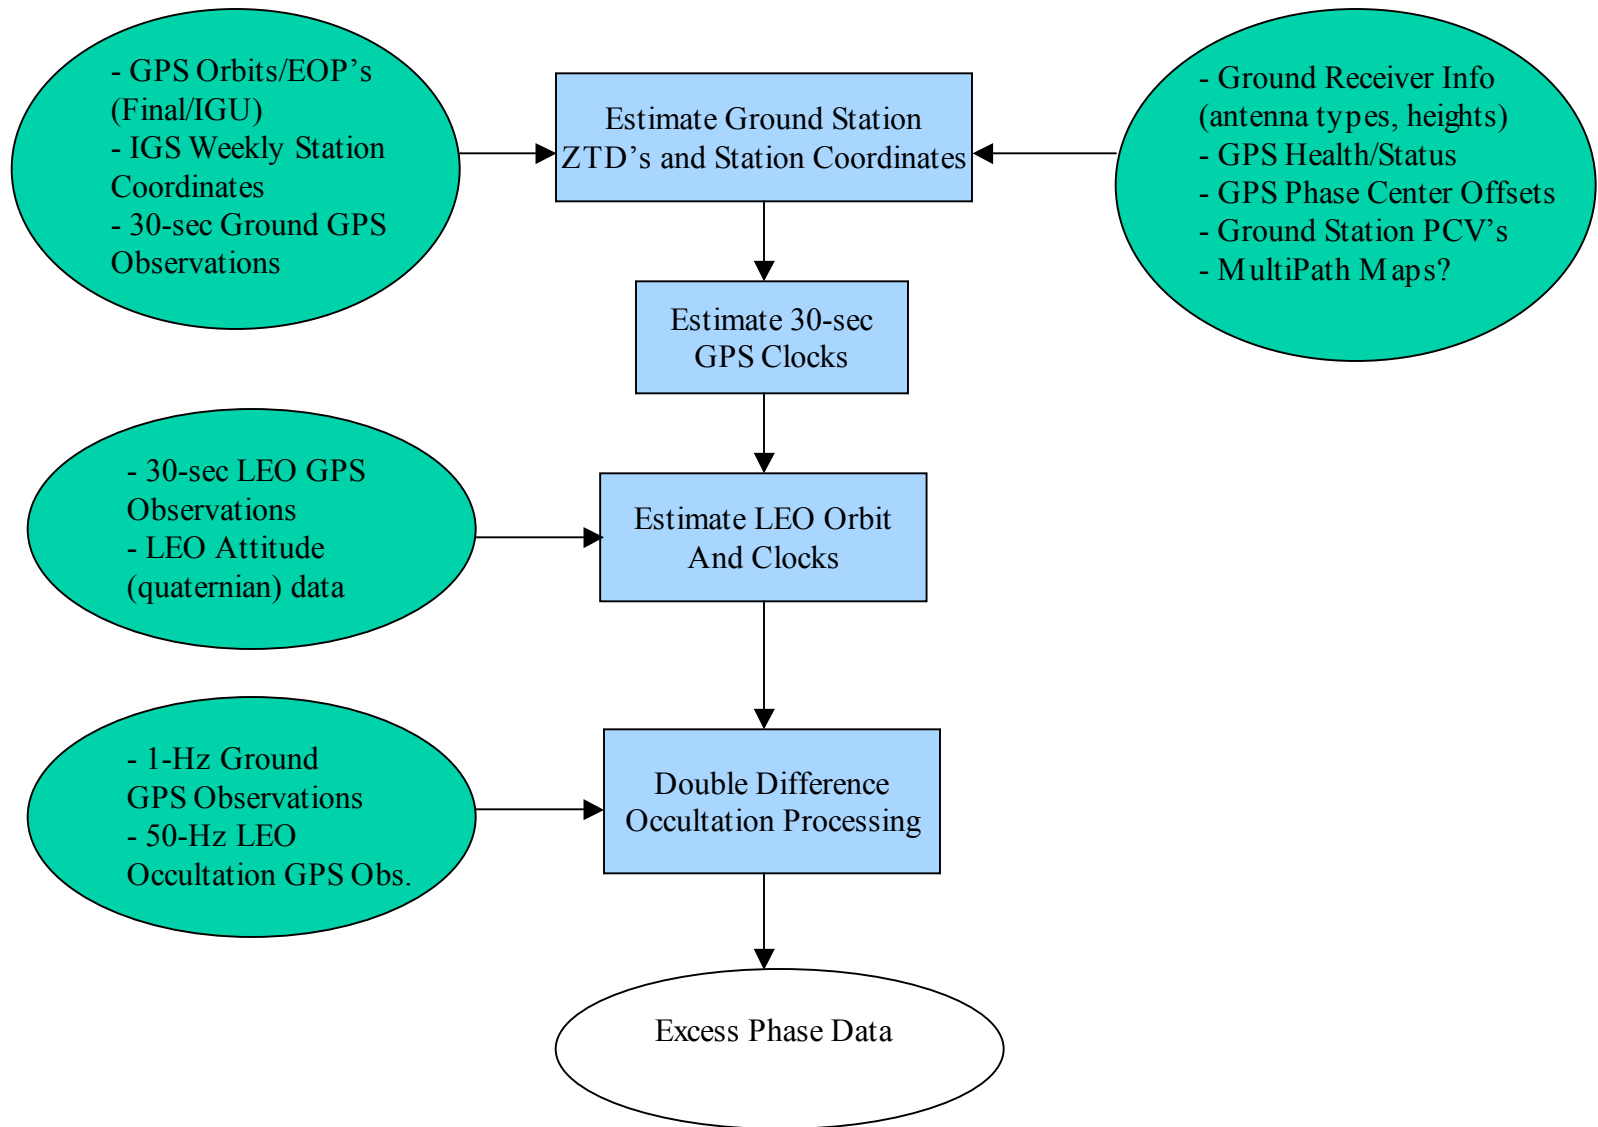 - GPS Orbits/EOP's
(Final/IGU)
- IGS Weekly Station
Coordinates
- 30-sec Ground GPS
Observations
Estimate Ground Station
ZTD's and Station Coordinates
- Ground Receiver Info
(antenna types, heights)
- GPS Health/Status
- GPS Phase Center Offsets
- Ground Station PCV's
- MultiPath Maps?
Estimate 30-sec
GPS Clocks
- 30-sec LEO GPS
Observations
- LEO Attitude
(quaternian) data
Estimate LEO Orbit
And Clocks
- 1-Hz Ground
GPS Observations
- 50-Hz LEO
Occultation GPS Obs.
Double Difference
Occultation Processing
Excess Phase Data